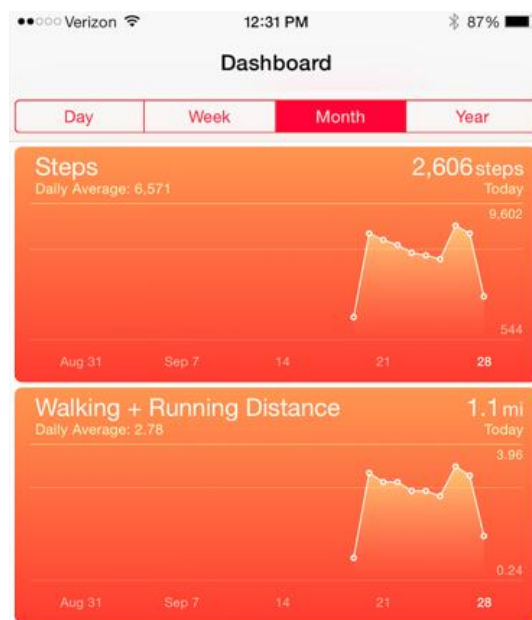 Verizon 12:31 PM 87%
Dashboard
Day Week Month Year
Steps 2,606 steps
Daily Average: 6,571 Today
9,602
544
Aug 31 Sep 7 14 21 28
Walking + Running Distance 1.1 mi
Daily Average: 2.78 Today
3.96
0.24
Aug 31 Sep 7 14 21 28